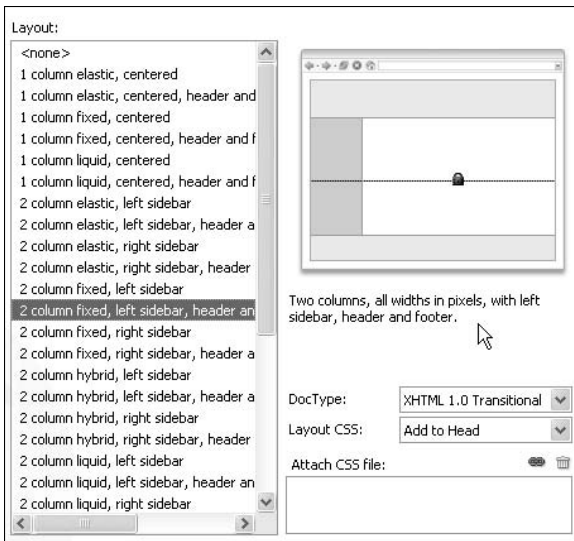 Layout:
<none>
1 column elastic, centered
1 column elastic, centered, header and
1 column fixed, centered
1 column fixed, centered, header and f
1 column liquid, centered
1 column liquid, centered, header and f
2 column elastic, left sidebar
2 column elastic, left sidebar, header a
2 column elastic, right sidebar
2 column elastic, right sidebar, header
2 column fixed, left sidebar
2 column fixed, left sidebar, header an
2 column fixed, right sidebar
2 column fixed, right sidebar, header a
2 column hybrid, left sidebar
2 column hybrid, left sidebar, header a
2 column hybrid, right sidebar
2 column hybrid, right sidebar, header
2 column liquid, left sidebar
2 column liquid, left sidebar, header an
2 column liquid, right sidebar
Two columns, all widths in pixels, with left
sidebar, header and footer.
DocType: XHTML 1.0 Transitional
Layout CSS: Add to Head
Attach CSS file: